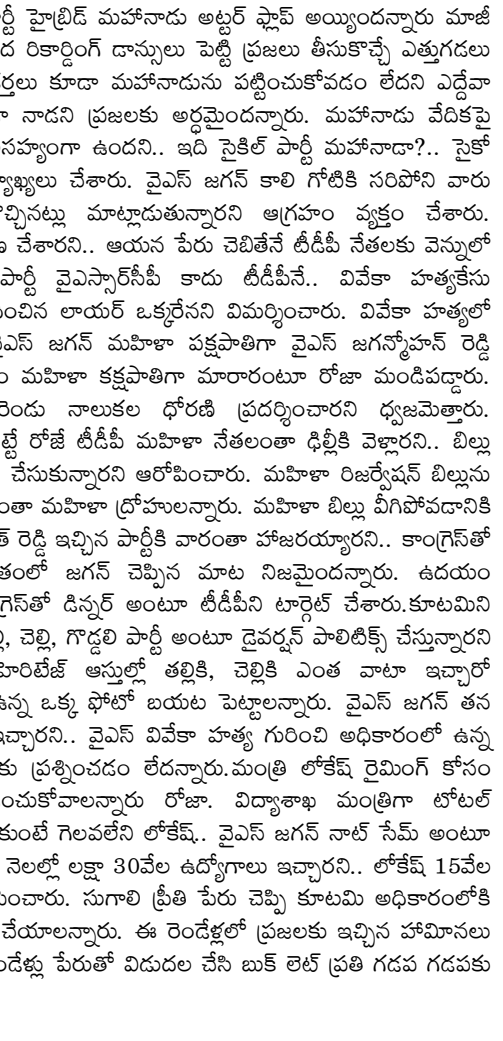 ర్టీ హైబ్రిడ్ మహానాడు అట్టర్ ఫ్లాప్ అయ్యిందన్నారు మాజీ
ద రికార్డింగ్ డాన్సులు పెట్టి ప్రజలు తీసుకొచ్చే ఎత్తుగడలు
ర్తలు కూడా మహానాడును పట్టించుకోవడం లేదని ఎద్దేవా
నాడని ప్రజలకు అర్ధమైందన్నారు. మహానాడు వేదికపై
సహ్యంగా ఉందని.. ఇది సైకిల్ పార్టీ మహానాడా?.. సైకో
ాఖ్యలు చేశారు. వైఎస్ జగన్ కాలి గోటికి సరిపోని వారు
చ్చినట్లు మాట్లాడుతున్నారని ఆగ్రహం వ్యక్తం చేశారు.
చేశారని.. ఆయన పేరు చెబితేనే టీడీపీ నేతలకు వెన్నులో
పార్టీ వైఎస్సార్‌సీపీ కాదు టీడీపీనే.. వివేకా హత్యకేసు
ంచిన లాయర్ ఒక్కరేనని విమర్శించారు. వివేకా హత్యలో
ఎస్ జగన్ మహిళా పక్షపాతిగా వైఎస్ జగన్మోహన్ రెడ్డి
ం మహిళా కక్షపాతిగా మారారంటూ రోజా మండిపడ్డారు.
రెండు నాలుకల ధోరణి ప్రదర్శించారని ధ్వజమెత్తారు.
ట్టే రోజే టీడీపీ మహిళా నేతలంతా ఢిల్లీకి వెళ్లారని.. బిల్లు
చేసుకున్నారని ఆరోపించారు. మహిళా రిజర్వేషన్ బిల్లును
ంతా మహిళా ద్రోహులన్నారు. మహిళా బిల్లు వీగిపోవడానికి
త్ రెడ్డి ఇచ్చిన పార్టీకి వారంతా హాజరయ్యారని.. కాంగ్రెస్‌తో
తంలో జగన్ చెప్పిన మాట నిజమైందన్నారు. ఉదయం
గ్రెస్‌తో డిన్నర్ అంటూ టీడీపీని టార్గెట్ చేశారు.కూటమిని
ల్లి, చెల్లి, గొడ్డలి పార్టీ అంటూ డైవర్షన్ పాలిటిక్స్ చేస్తున్నారని
హెరిటేజ్ ఆస్తుల్లో తల్లికి, చెల్లికి ఎంత వాటా ఇచ్చారో
ఉన్న ఒక్క ఫోటో బయట పెట్టాలన్నారు. వైఎస్ జగన్ తన
ఇచ్చారని.. వైఎస్ వివేకా హత్య గురించి అధికారంలో ఉన్న
కు ప్రశ్నించడం లేదన్నారు.మంత్రి లోకేష్ రైమింగ్ కోసం
ంచుకోవాలన్నారు రోజా. విద్యాశాఖ మంత్రిగా టోటల్
కుంటే గెలవలేని లోకేష్.. వైఎస్ జగన్ నాట్ సేమ్ అంటూ
నెలల్లో లక్షా 30వేల ఉద్యోగాలు ఇచ్చారని.. లోకేష్ 15వేల
ించారు. సుగాలి ప్రీతి పేరు చెప్పి కూటమి అధికారంలోకి
చేయాలన్నారు. ఈ రెండేళ్లలో ప్రజలకు ఇచ్చిన హామీనలు
ండేళ్లు పేరుతో విడుదల చేసి బుక్ లెట్ ప్రతి గడప గడపకు